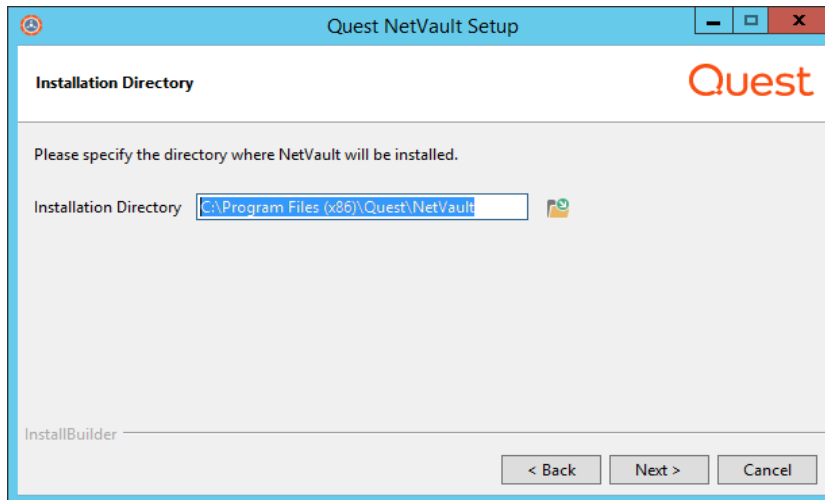 Quest NetVault Setup
Installation Directory
Quest
Please specify the directory where NetVault will be installed.
Installation Directory C:\Program Files (x86)\Quest\NetVault
InstallBuilder
< Back Next > Cancel